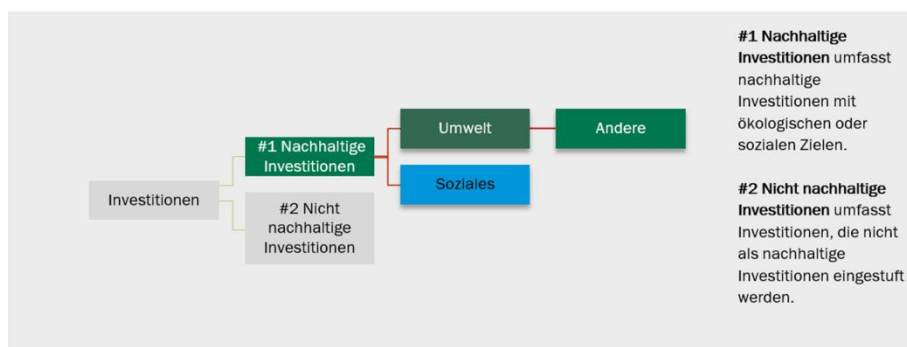 Investitionen
#1 Nachhaltige
Investitionen
#2 Nicht
nachhaltige
Investitionen
Umwelt
Soziales
Andere
#1 Nachhaltige
Investitionen umfasst
nachhaltige
Investitionen mit
ökologischen oder
sozialen Zielen.
#2 Nicht nachhaltige
Investitionen umfasst
Investitionen, die nicht
als nachhaltige
Investitionen eingestuft
werden.